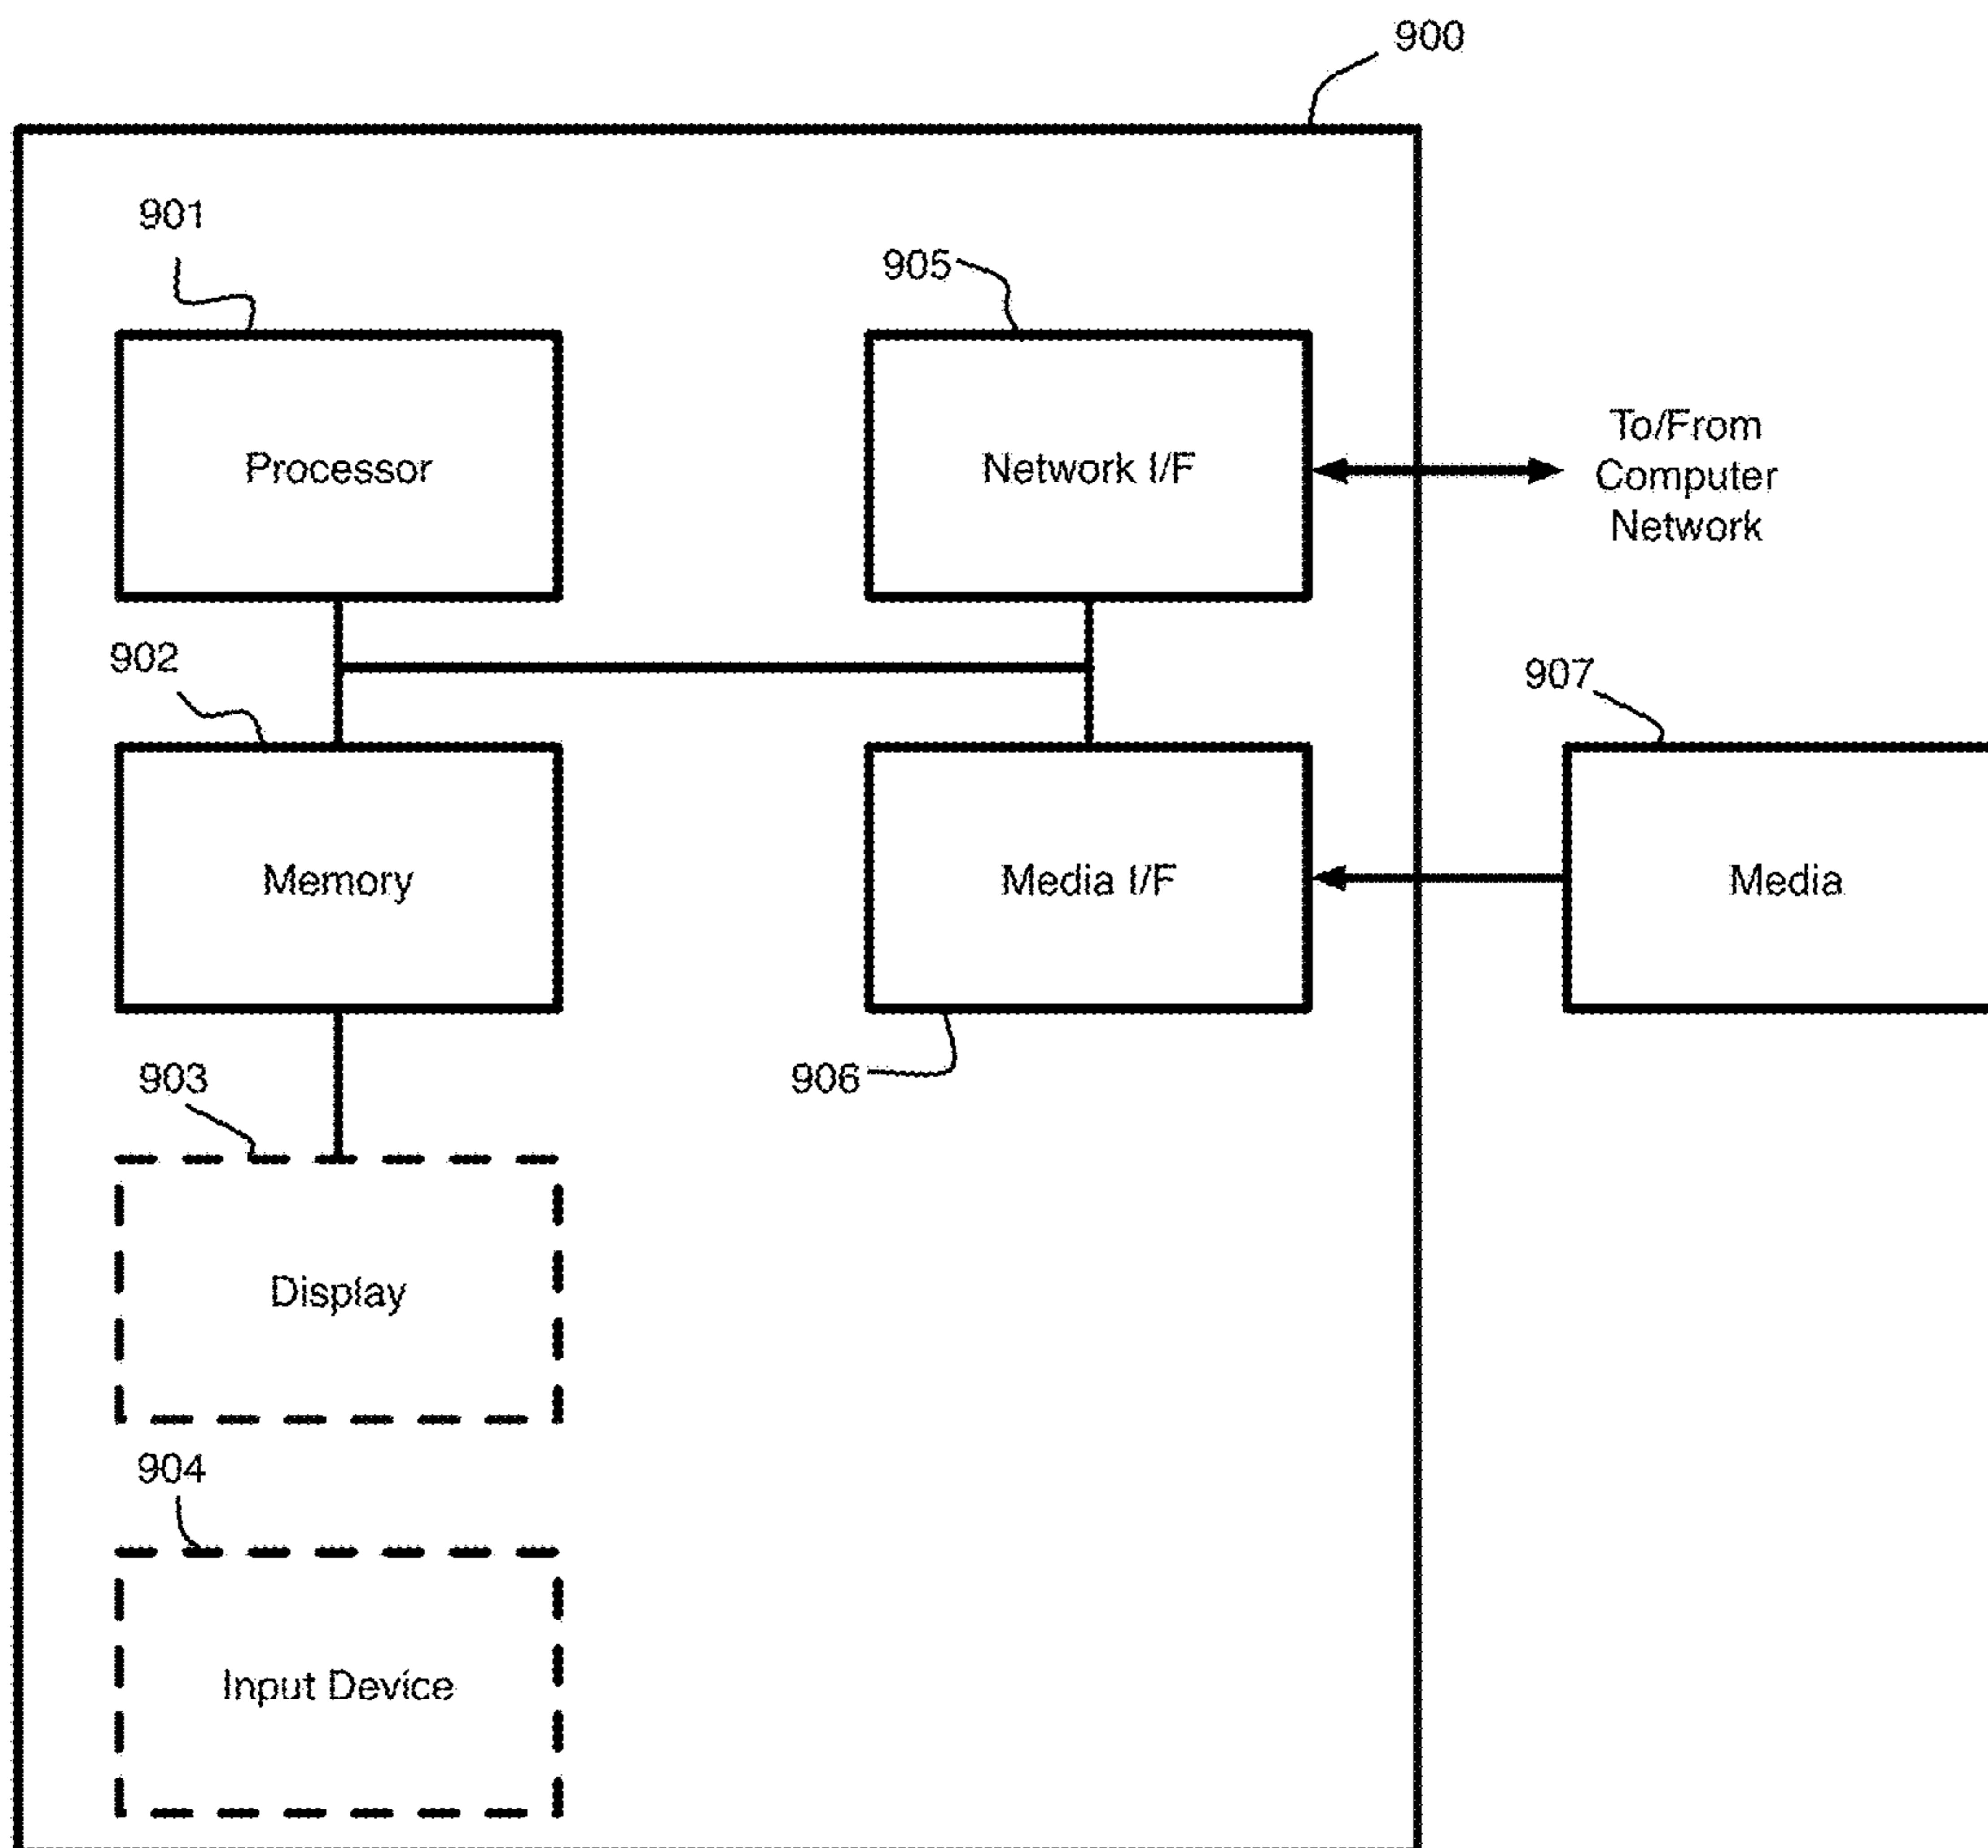 900
901
905
Processor
Network I/F
To/From
Computer
Network
902
907
Memory
Media I/F
Media
903
906
Display
904
Input Device